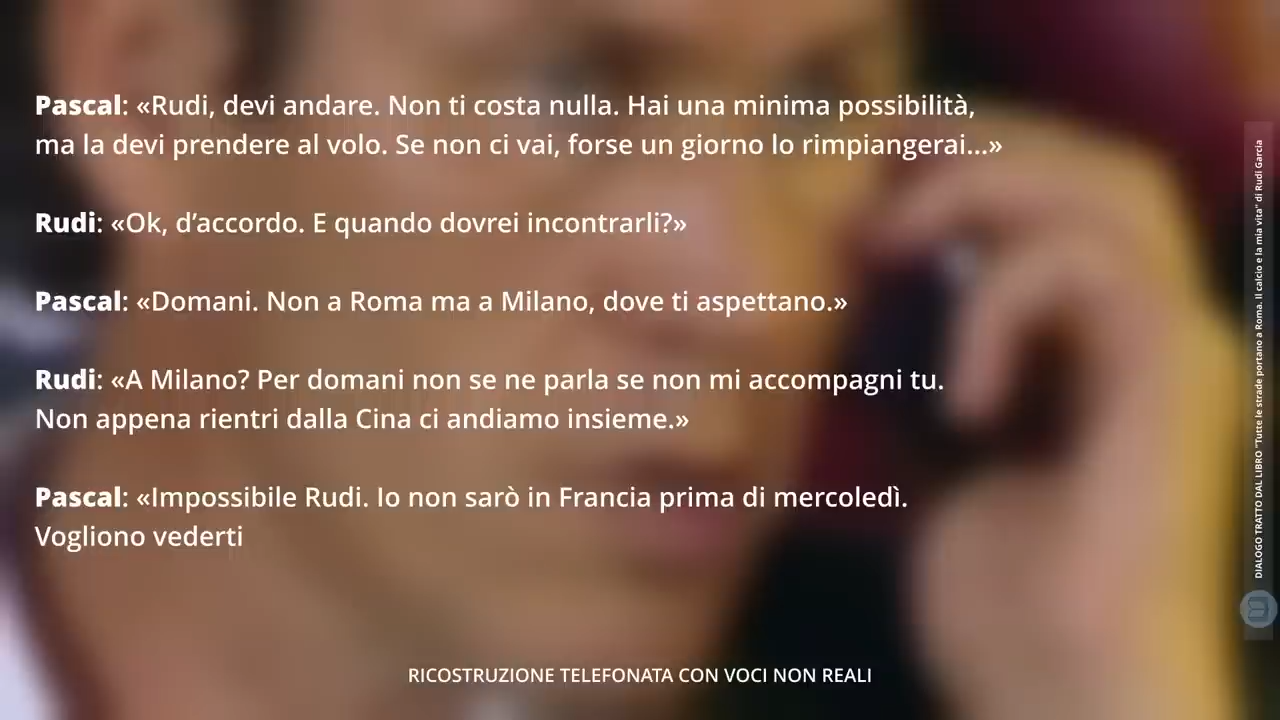 Pascal: «Rudi, devi andare. Non ti costa nulla. Hai una minima possibilità,
ma la devi prendere al volo. Se non ci vai, forse un giorno lo rimpiangerai...»
Rudi: «Ok, d’accordo. E quando dovrei incontrarli?»
Pascal: «Domani. Non a Roma ma a Milano, dove ti aspettano.»
Rudi: «A Milano? Per domani non se ne parla se non mi accompagni tu.
Non appena rientri dalla Cina ci andiamo insieme.»
Pascal: «Impossibile Rudi. Io non sarò in Francia prima di mercoledì.
Vogliono vederti
RICOSTRUZIONE TELEFONATA CON VOCI NON REALI
DIALOGO TRATTO DAL LIBRO "Tutte le strade portano a Roma. Il calcio e la mia vita" di Rudi Garcia